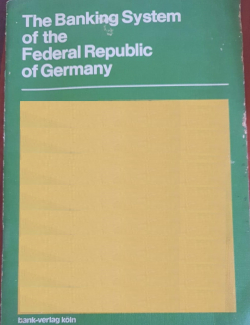 The Banking System
of the
Federal Republic
of Germany
bank-verlag köln